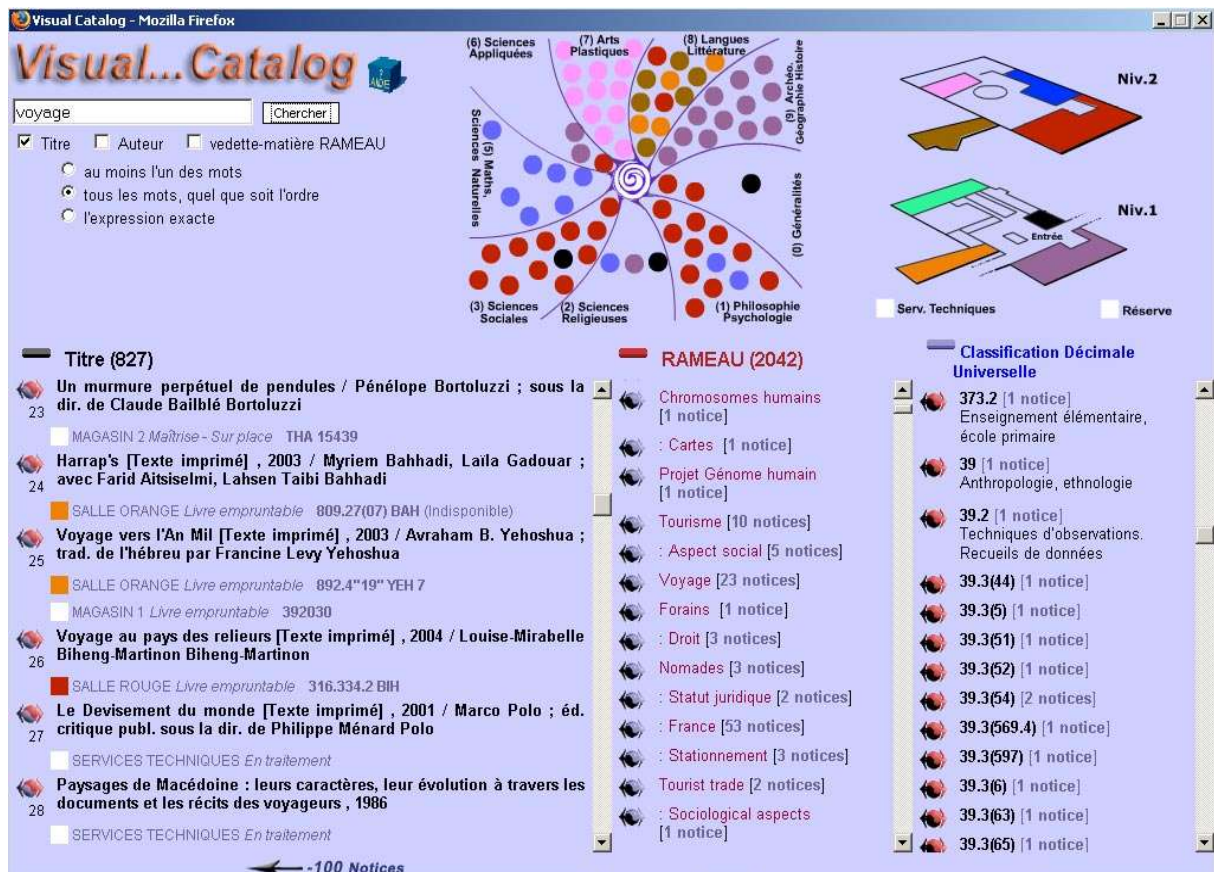 Visual Catalog - Mozilla Firefox
Visual...Catalog
? AIDE
voyage
Chercher
Titre Auteur vedette-matière RAMEAU
au moins l'un des mots
tous les mots, quel que soit l'ordre
l'expression exacte
(6) Sciences
Appliquées
(7) Arts
Plastiques
(8) Langues
Littérature
(9) Archéo.
Géographie Histoire
(5) Maths,
Sciences Naturelles
(0) Généralités
(3) Sciences
Sociales
(2) Sciences
Religieuses
(1) Philosophie
Psychologie
Niv.2
Niv.1
Entrée
Serv. Techniques
Réserve
Titre (827)
23
Un murmure perpétuel de pendules / Pénélope Bortoluzzi ; sous la
dir. de Claude Bailblé Bortoluzzi
MAGASIN 2 Maîtrise - Sur place THA 15439
24
Harrap's [Texte imprimé] , 2003 / Myriem Bahhadi, Laïla Gadouar ;
avec Farid Aitsiselmi, Lahsen Taibi Bahhadi
SALLE ORANGE Livre empruntable 809.27(07) BAH (Indisponible)
25
Voyage vers l'An Mil [Texte imprimé] , 2003 / Avraham B. Yehoshua ;
trad. de l'hébreu par Francine Levy Yehoshua
SALLE ORANGE Livre empruntable 892.4"19" YEH 7
MAGASIN 1 Livre empruntable 392030
26
Voyage au pays des relieurs [Texte imprimé] , 2004 / Louise-Mirabelle
Biheng-Martinon Biheng-Martinon
SALLE ROUGE Livre empruntable 316.334.2 BIH
27
Le Devisement du monde [Texte imprimé] , 2001 / Marco Polo ; éd.
critique publ. sous la dir. de Philippe Ménard Polo
SERVICES TECHNIQUES En traitement
28
Paysages de Macédoine : leurs caractères, leur évolution à travers les
documents et les récits des voyageurs , 1986
SERVICES TECHNIQUES En traitement
-100 Notices
RAMEAU (2042)
Chromosomes humains
[1 notice]
: Cartes [1 notice]
Projet Génome humain
[1 notice]
Tourisme [10 notices]
: Aspect social [5 notices]
Voyage [23 notices]
Forains [1 notice]
: Droit [3 notices]
Nomades [3 notices]
: Statut juridique [2 notices]
: France [53 notices]
: Stationnement [3 notices]
Tourist trade [2 notices]
: Sociological aspects
[1 notice]
Classification Décimale
Universelle
373.2 [1 notice]
Enseignement élémentaire,
école primaire
39 [1 notice]
Anthropologie, ethnologie
39.2 [1 notice]
Techniques d'observations.
Recueils de données
39.3(44) [1 notice]
39.3(5) [1 notice]
39.3(51) [1 notice]
39.3(52) [1 notice]
39.3(54) [2 notices]
39.3(569.4) [1 notice]
39.3(597) [1 notice]
39.3(6) [1 notice]
39.3(63) [1 notice]
39.3(65) [1 notice]